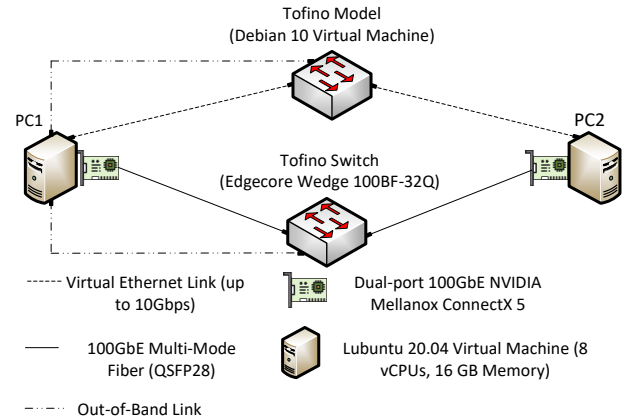 Tofino Model
(Debian 10 Virtual Machine)
PC1
PC2
Tofino Switch
(Edgecore Wedge 100BF-32Q)
Virtual Ethernet Link (up
to 10Gbps)
Dual-port 100GbE NVIDIA
Mellanox ConnectX 5
100GbE Multi-Mode
Fiber (QSFP28)
Lubuntu 20.04 Virtual Machine (8
vCPUs, 16 GB Memory)
Out-of-Band Link